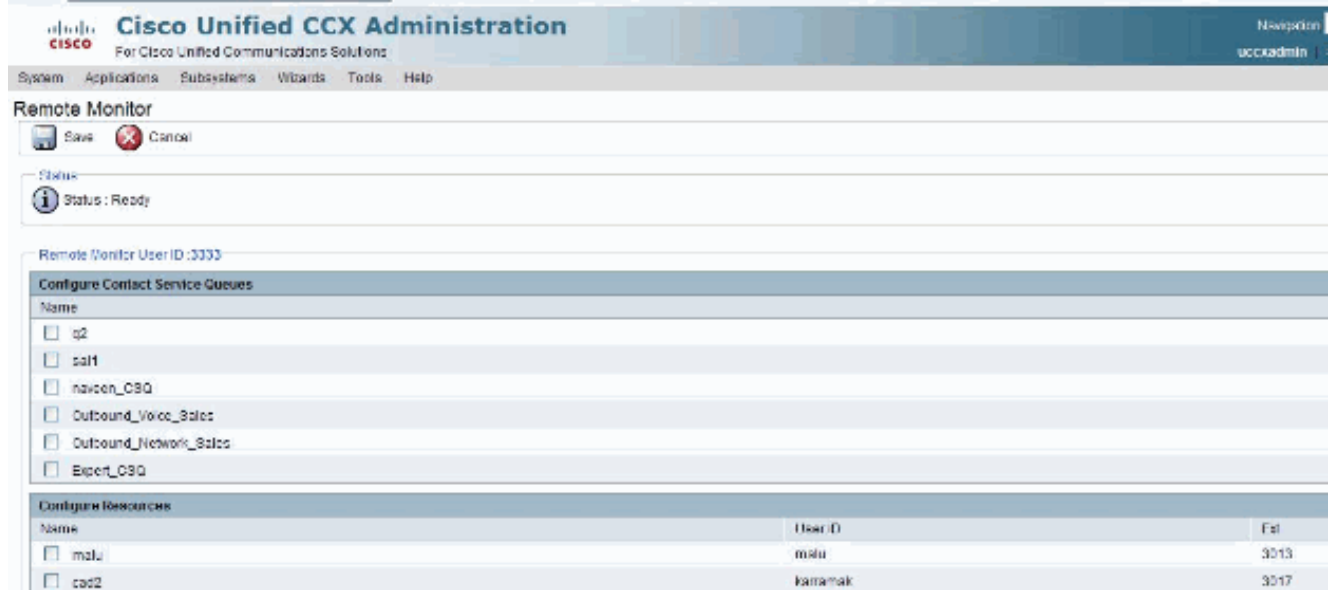 Cisco Unified CCX Administration
Navigation
CISCO
For Cisco Unified Communications Solutions
uccxadmin
System Applications Subsystems Wizards Tools Help
Remote Monitor
Save Cancel
Status
Status : Ready
Remote Monitor User ID :3333
Configure Contact Service Queues
Name
q2
sal1
naveen_CSQ
Outbound_Voice_Sales
Outbound_Network_Sales
Expert_CSQ
Configure Resources
Name User ID Ext
malu malu 3013
cad2 karramak 3017